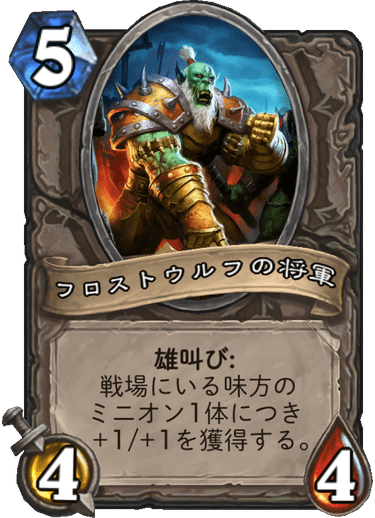 5
フロストウルフの将軍
雄叫び:
戦場にいる味方の
ミニオン1体につき
+1/+1を獲得する。
4
4